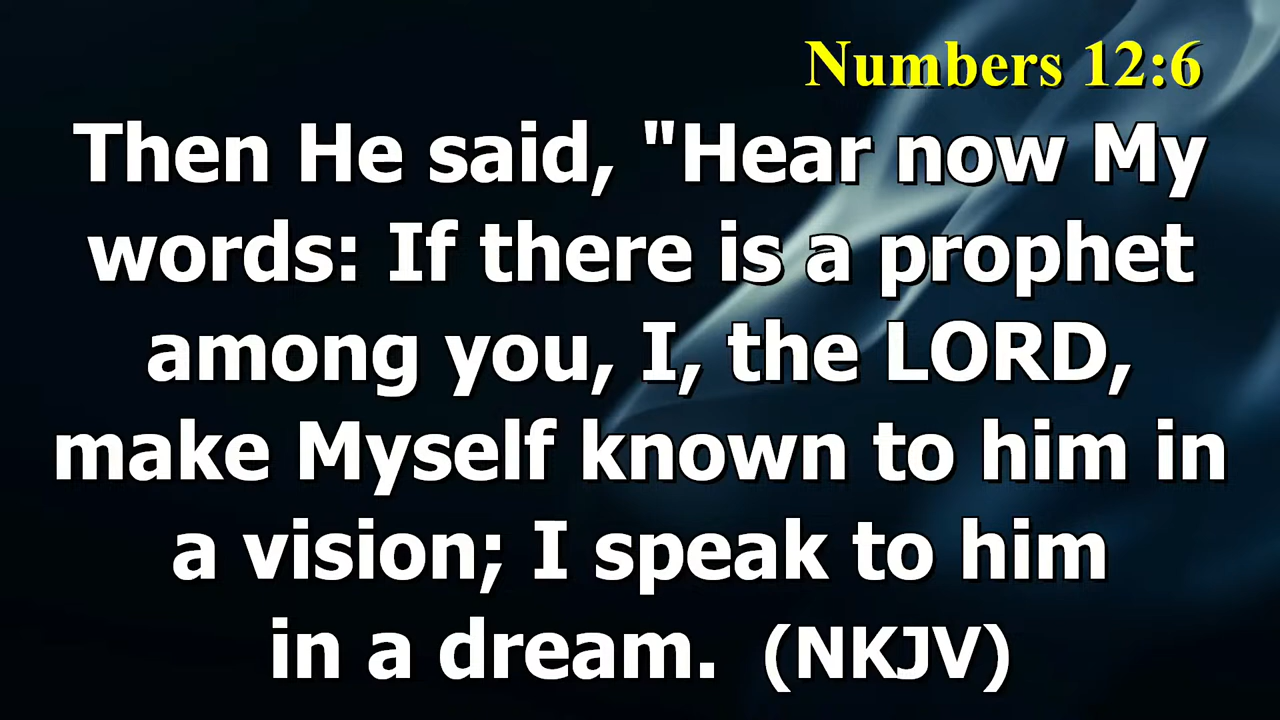 Numbers 12:6
Then He said, "Hear now My
words: If there is a prophet
among you, I, the LORD,
make Myself known to him in
a vision; I speak to him
in a dream. (NKJV)